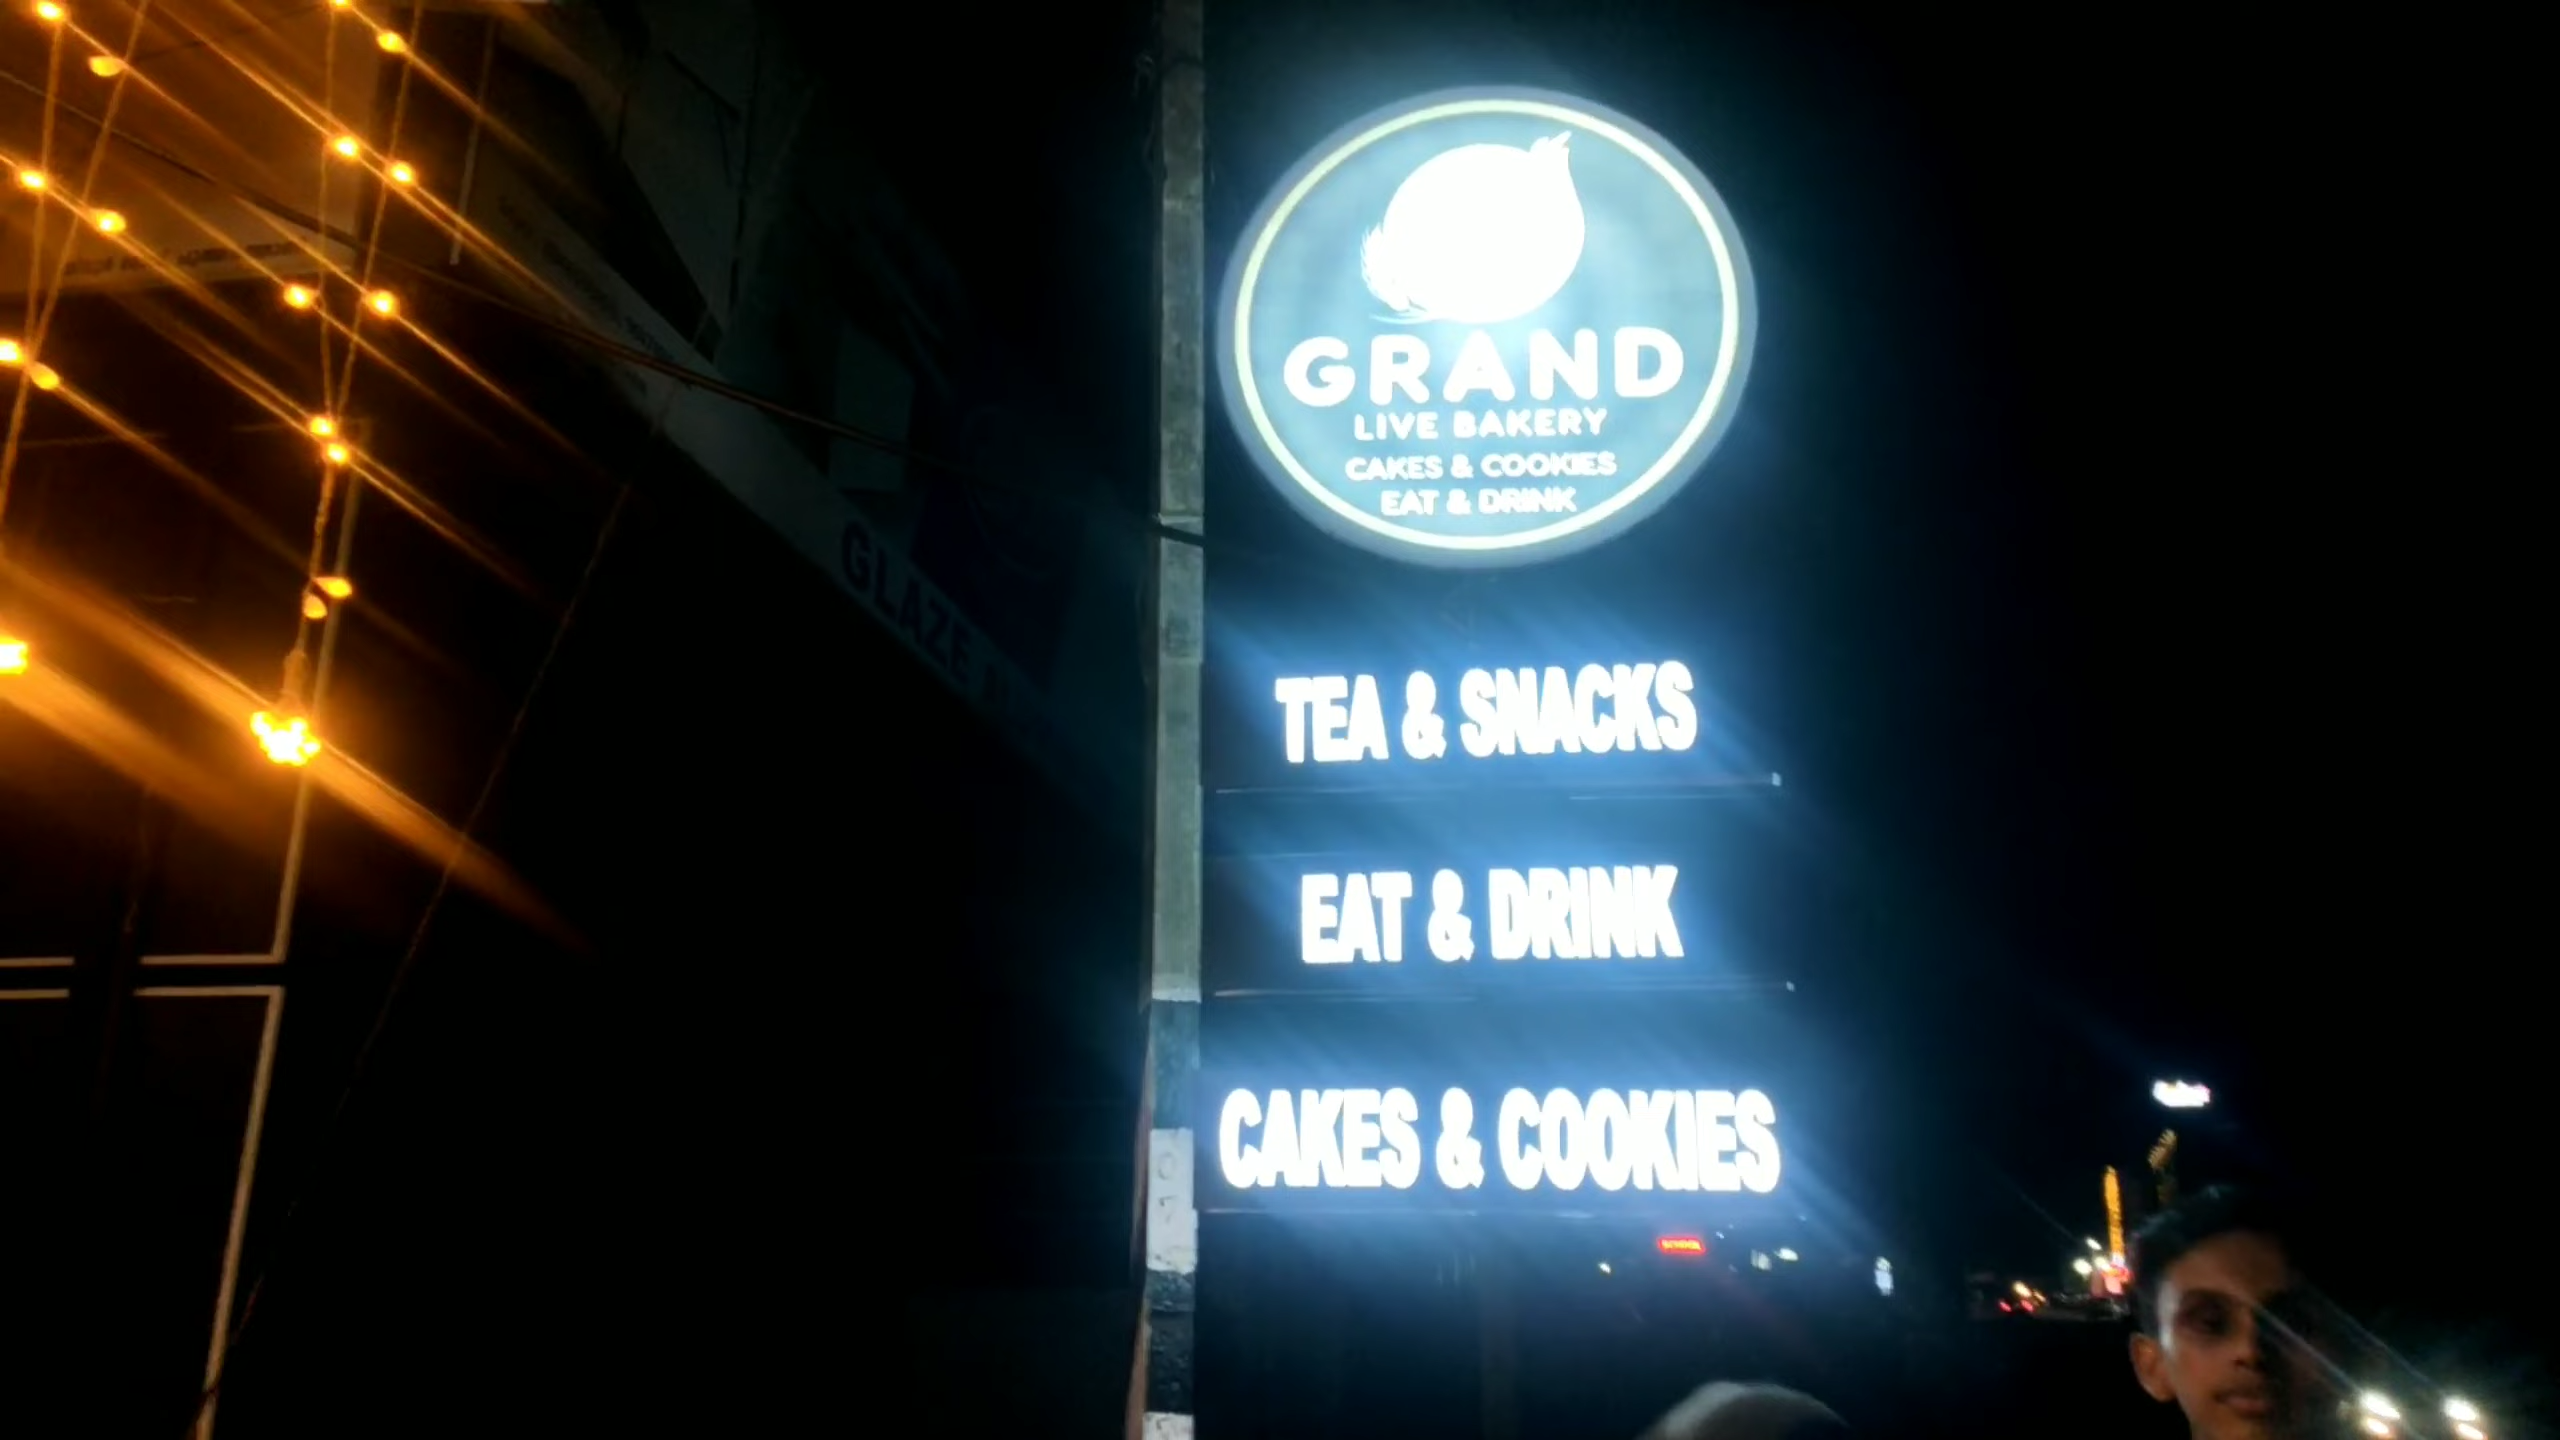 GRAND
LIVE BAKERY
CAKES & COOKIES
EAT & DRINK
TEA & SNACKS
EAT & DRINK
CAKES & COOKIES
GLAZE